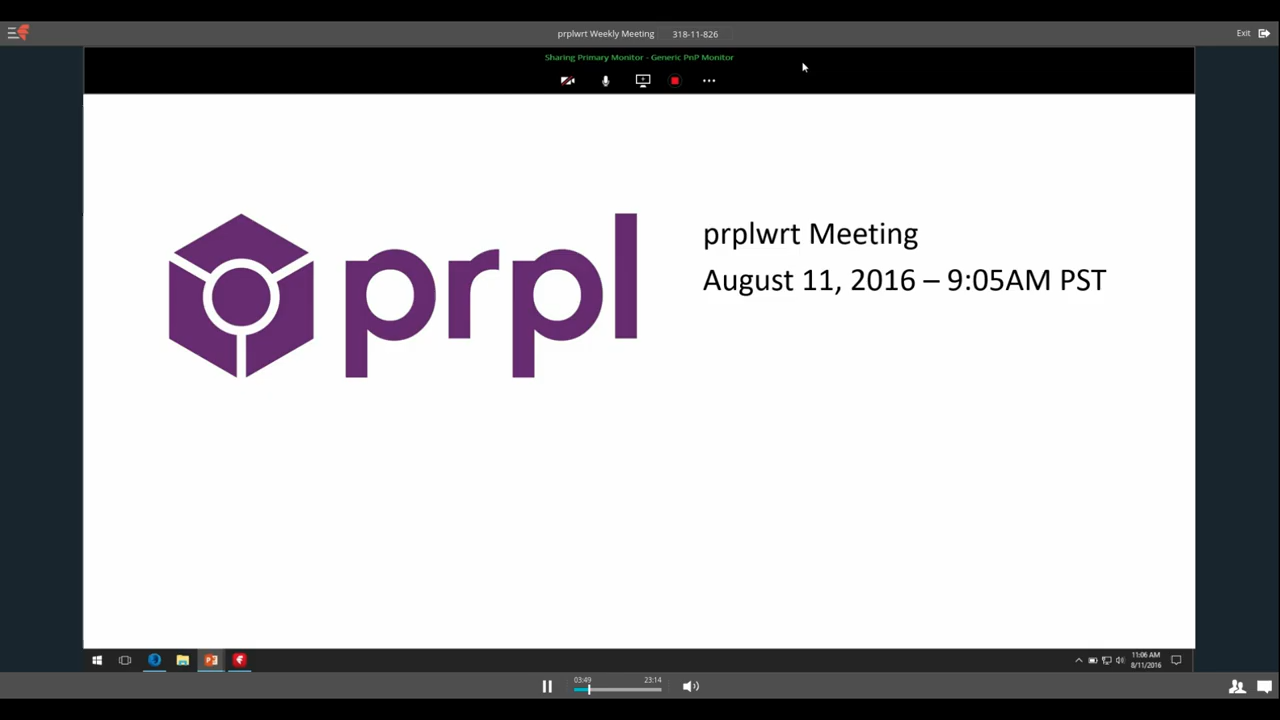 prplwrt Weekly Meeting 318-11-826
Exit
Sharing Primary Monitor - Generic PnP Monitor
prpl
prplwrt Meeting
August 11, 2016 – 9:05AM PST
11:06 AM
8/11/2016
03:49 23:14